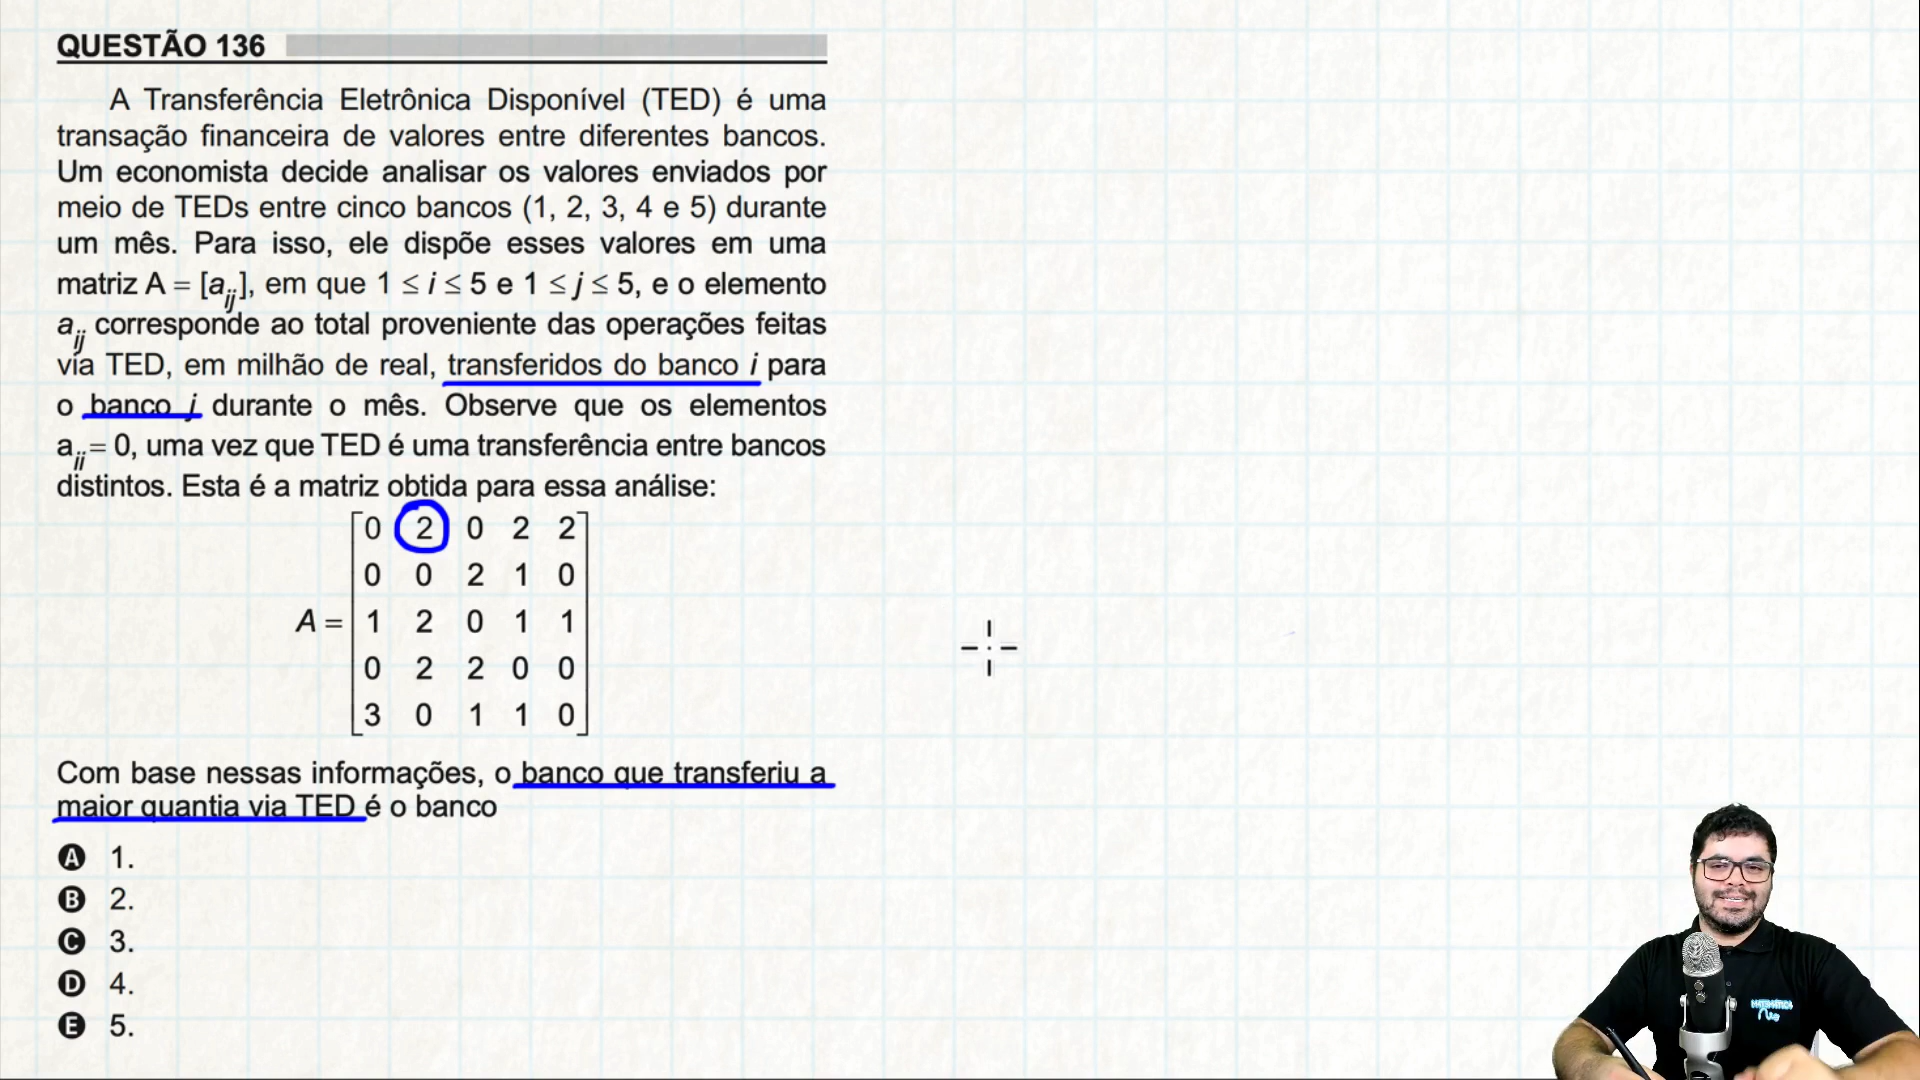 QUESTÃO 136
A Transferência Eletrônica Disponível (TED) é uma
transação financeira de valores entre diferentes bancos.
Um economista decide analisar os valores enviados por
meio de TEDs entre cinco bancos (1, 2, 3, 4 e 5) durante
um mês. Para isso, ele dispõe esses valores em uma
matriz A = [aij], em que 1 ≤ i ≤ 5 e 1 ≤ j ≤ 5, e o elemento
aij corresponde ao total proveniente das operações feitas
via TED, em milhão de real, transferidos do banco i para
o banco j durante o mês. Observe que os elementos
aii = 0, uma vez que TED é uma transferência entre bancos
distintos. Esta é a matriz obtida para essa análise:
0 2 0 2 2
0 0 2 1 0
A = 1 2 0 1 1
0 2 2 0 0
3 0 1 1 0
Com base nessas informações, o banco que transferiu a
maior quantia via TED é o banco
A 1.
B 2.
C 3.
D 4.
E 5.
MATEMÁTICA